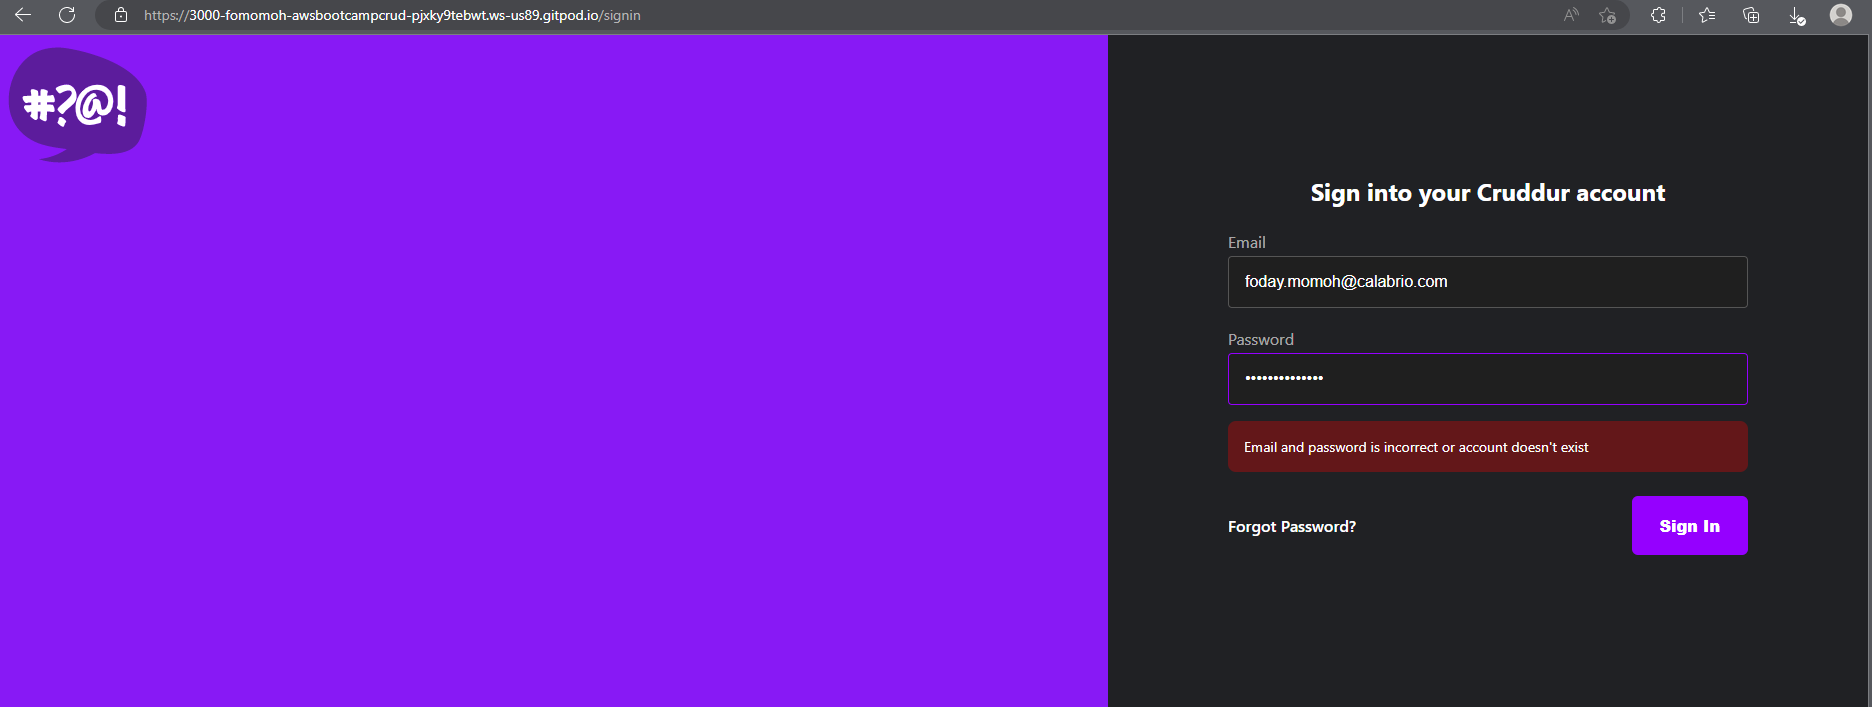 https://3000-fomomoh-awsbootcampcrud-pjxky9tebwt.ws-us89.gitpod.io/signin
#?@!
Sign into your Cruddur account
Email
foday.momoh@calabrio.com
Password
••••••••••••••
Email and password is incorrect or account doesn't exist
Forgot Password?
Sign In